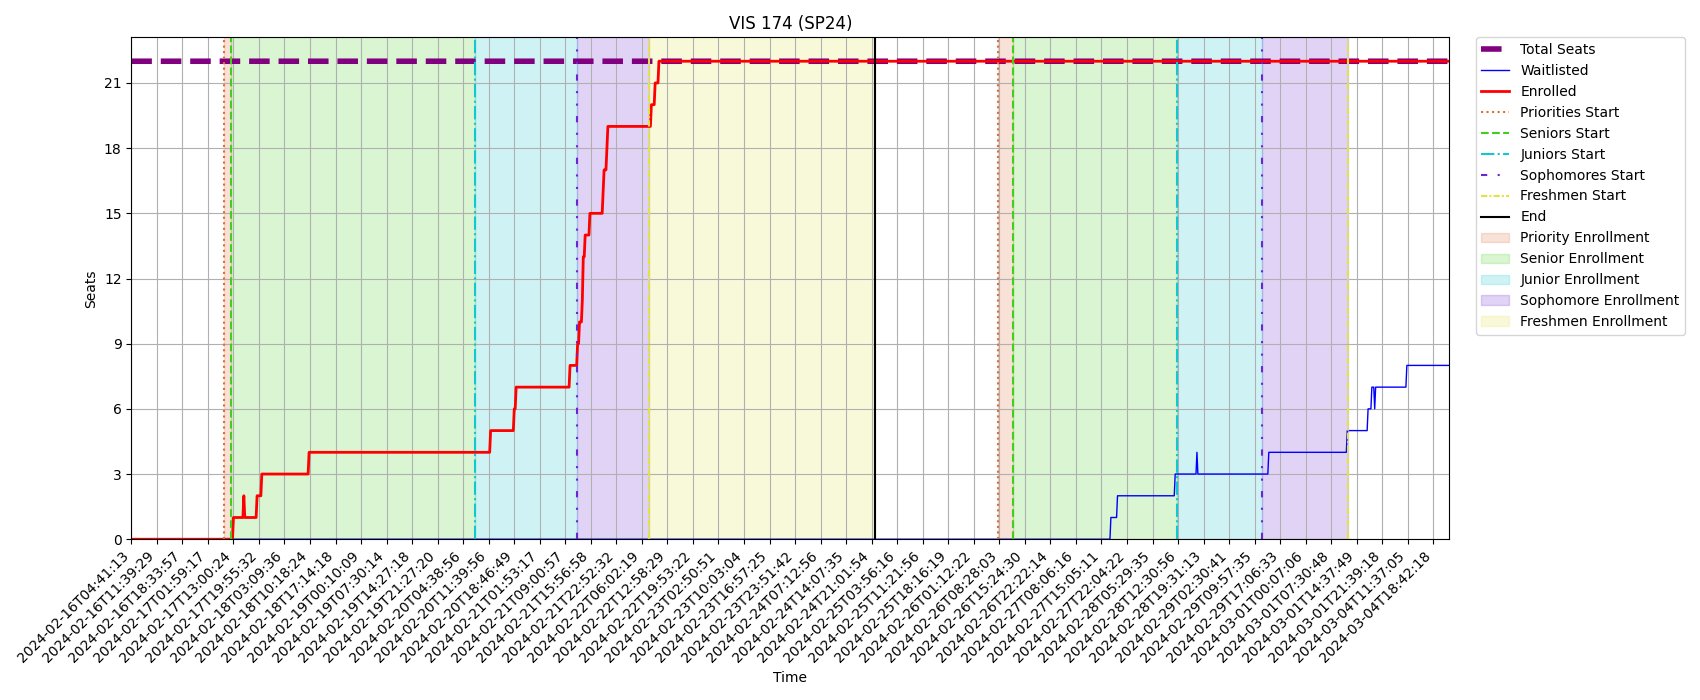 VIS 174 (SP24)
Seats
21
18
15
12
9
6
3
0
2024-02-16T04:41:13
2024-02-16T11:39:29
2024-02-16T18:33:57
2024-02-17T01:59:17
2024-02-17T13:00:24
2024-02-17T19:55:32
2024-02-18T03:09:36
2024-02-18T10:18:24
2024-02-18T17:14:18
2024-02-19T00:10:09
2024-02-19T07:30:14
2024-02-19T14:27:18
2024-02-19T21:27:20
2024-02-20T04:38:56
2024-02-20T11:39:56
2024-02-20T18:46:49
2024-02-21T01:53:17
2024-02-21T09:00:57
2024-02-21T15:56:58
2024-02-21T22:52:32
2024-02-22T06:02:19
2024-02-22T12:58:29
2024-02-22T19:53:22
2024-02-23T02:50:51
2024-02-23T10:03:04
2024-02-23T16:57:25
2024-02-23T23:51:42
2024-02-24T07:12:56
2024-02-24T14:07:35
2024-02-24T21:01:54
2024-02-25T03:56:16
2024-02-25T11:21:56
2024-02-25T18:16:19
2024-02-26T01:12:22
2024-02-26T08:28:03
2024-02-26T15:24:30
2024-02-26T22:22:14
2024-02-27T08:06:16
2024-02-27T15:05:11
2024-02-27T22:04:22
2024-02-28T05:29:35
2024-02-28T12:30:56
2024-02-28T19:31:13
2024-02-29T02:30:41
2024-02-29T09:57:35
2024-02-29T17:06:33
2024-03-01T00:07:06
2024-03-01T07:30:48
2024-03-01T14:37:49
2024-03-01T21:39:18
2024-03-04T11:37:05
2024-03-04T18:42:18
Time
Total Seats
Waitlisted
Enrolled
Priorities Start
Seniors Start
Juniors Start
Sophomores Start
Freshmen Start
End
Priority Enrollment
Senior Enrollment
Junior Enrollment
Sophomore Enrollment
Freshmen Enrollment